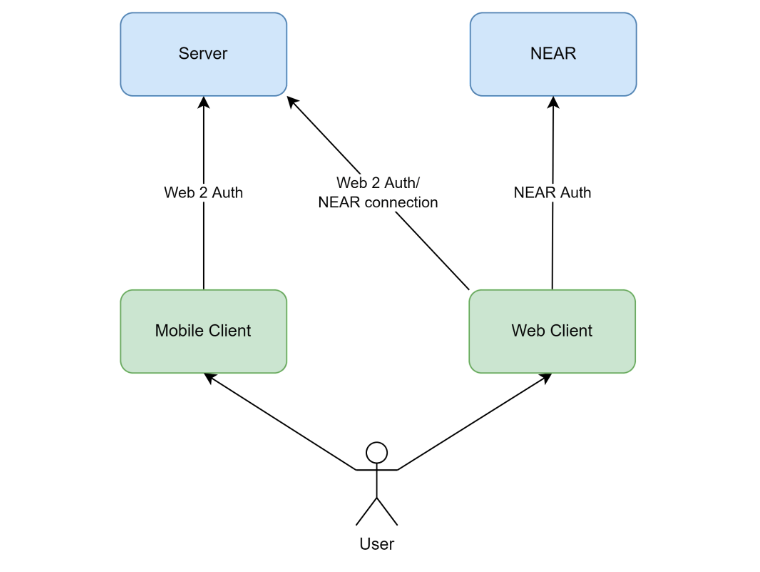 Server
NEAR
Web 2 Auth
Web 2 Auth/
NEAR connection
NEAR Auth
Mobile Client
Web Client
User